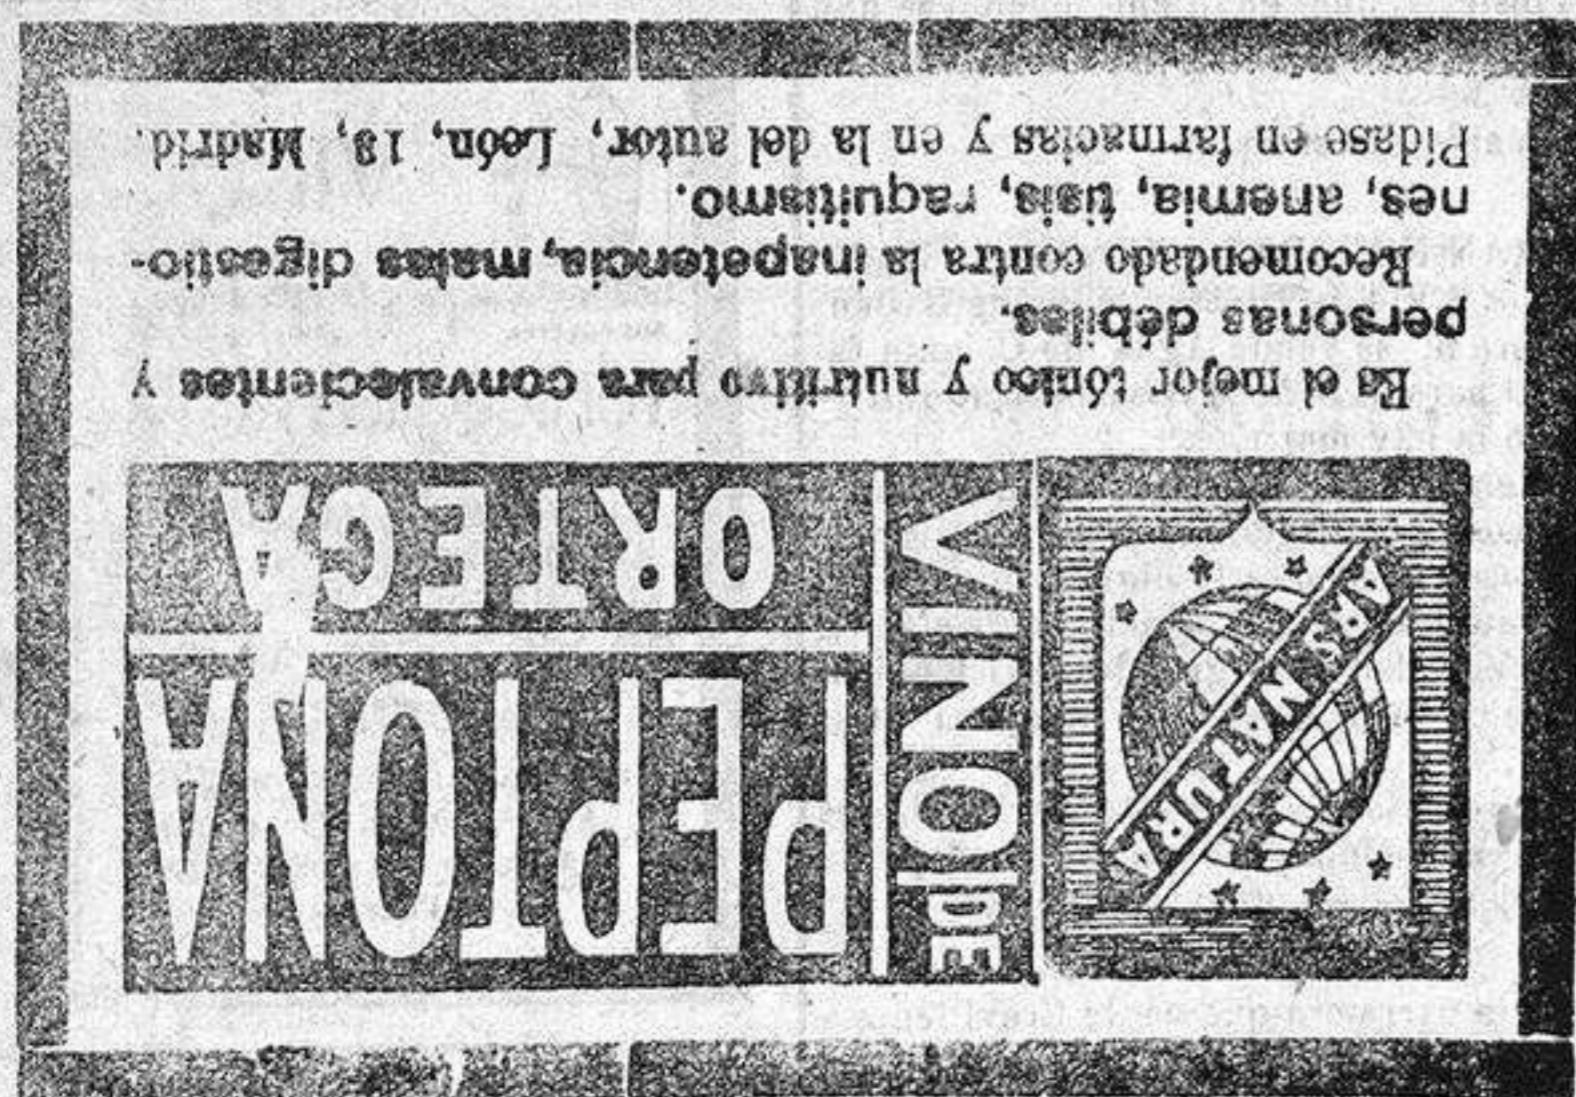 ARS NATURA
VINO DE
PEPTONA
ORTEGA
Es el mejor tónico y nutritivo para convalecientes y
personas débiles.
Recomendado contra la inapetencia, malas digestio-
nes, anemia, tisis, raquitismo.
Pídase en farmacias y en la del autor, León, 13, Madrid.